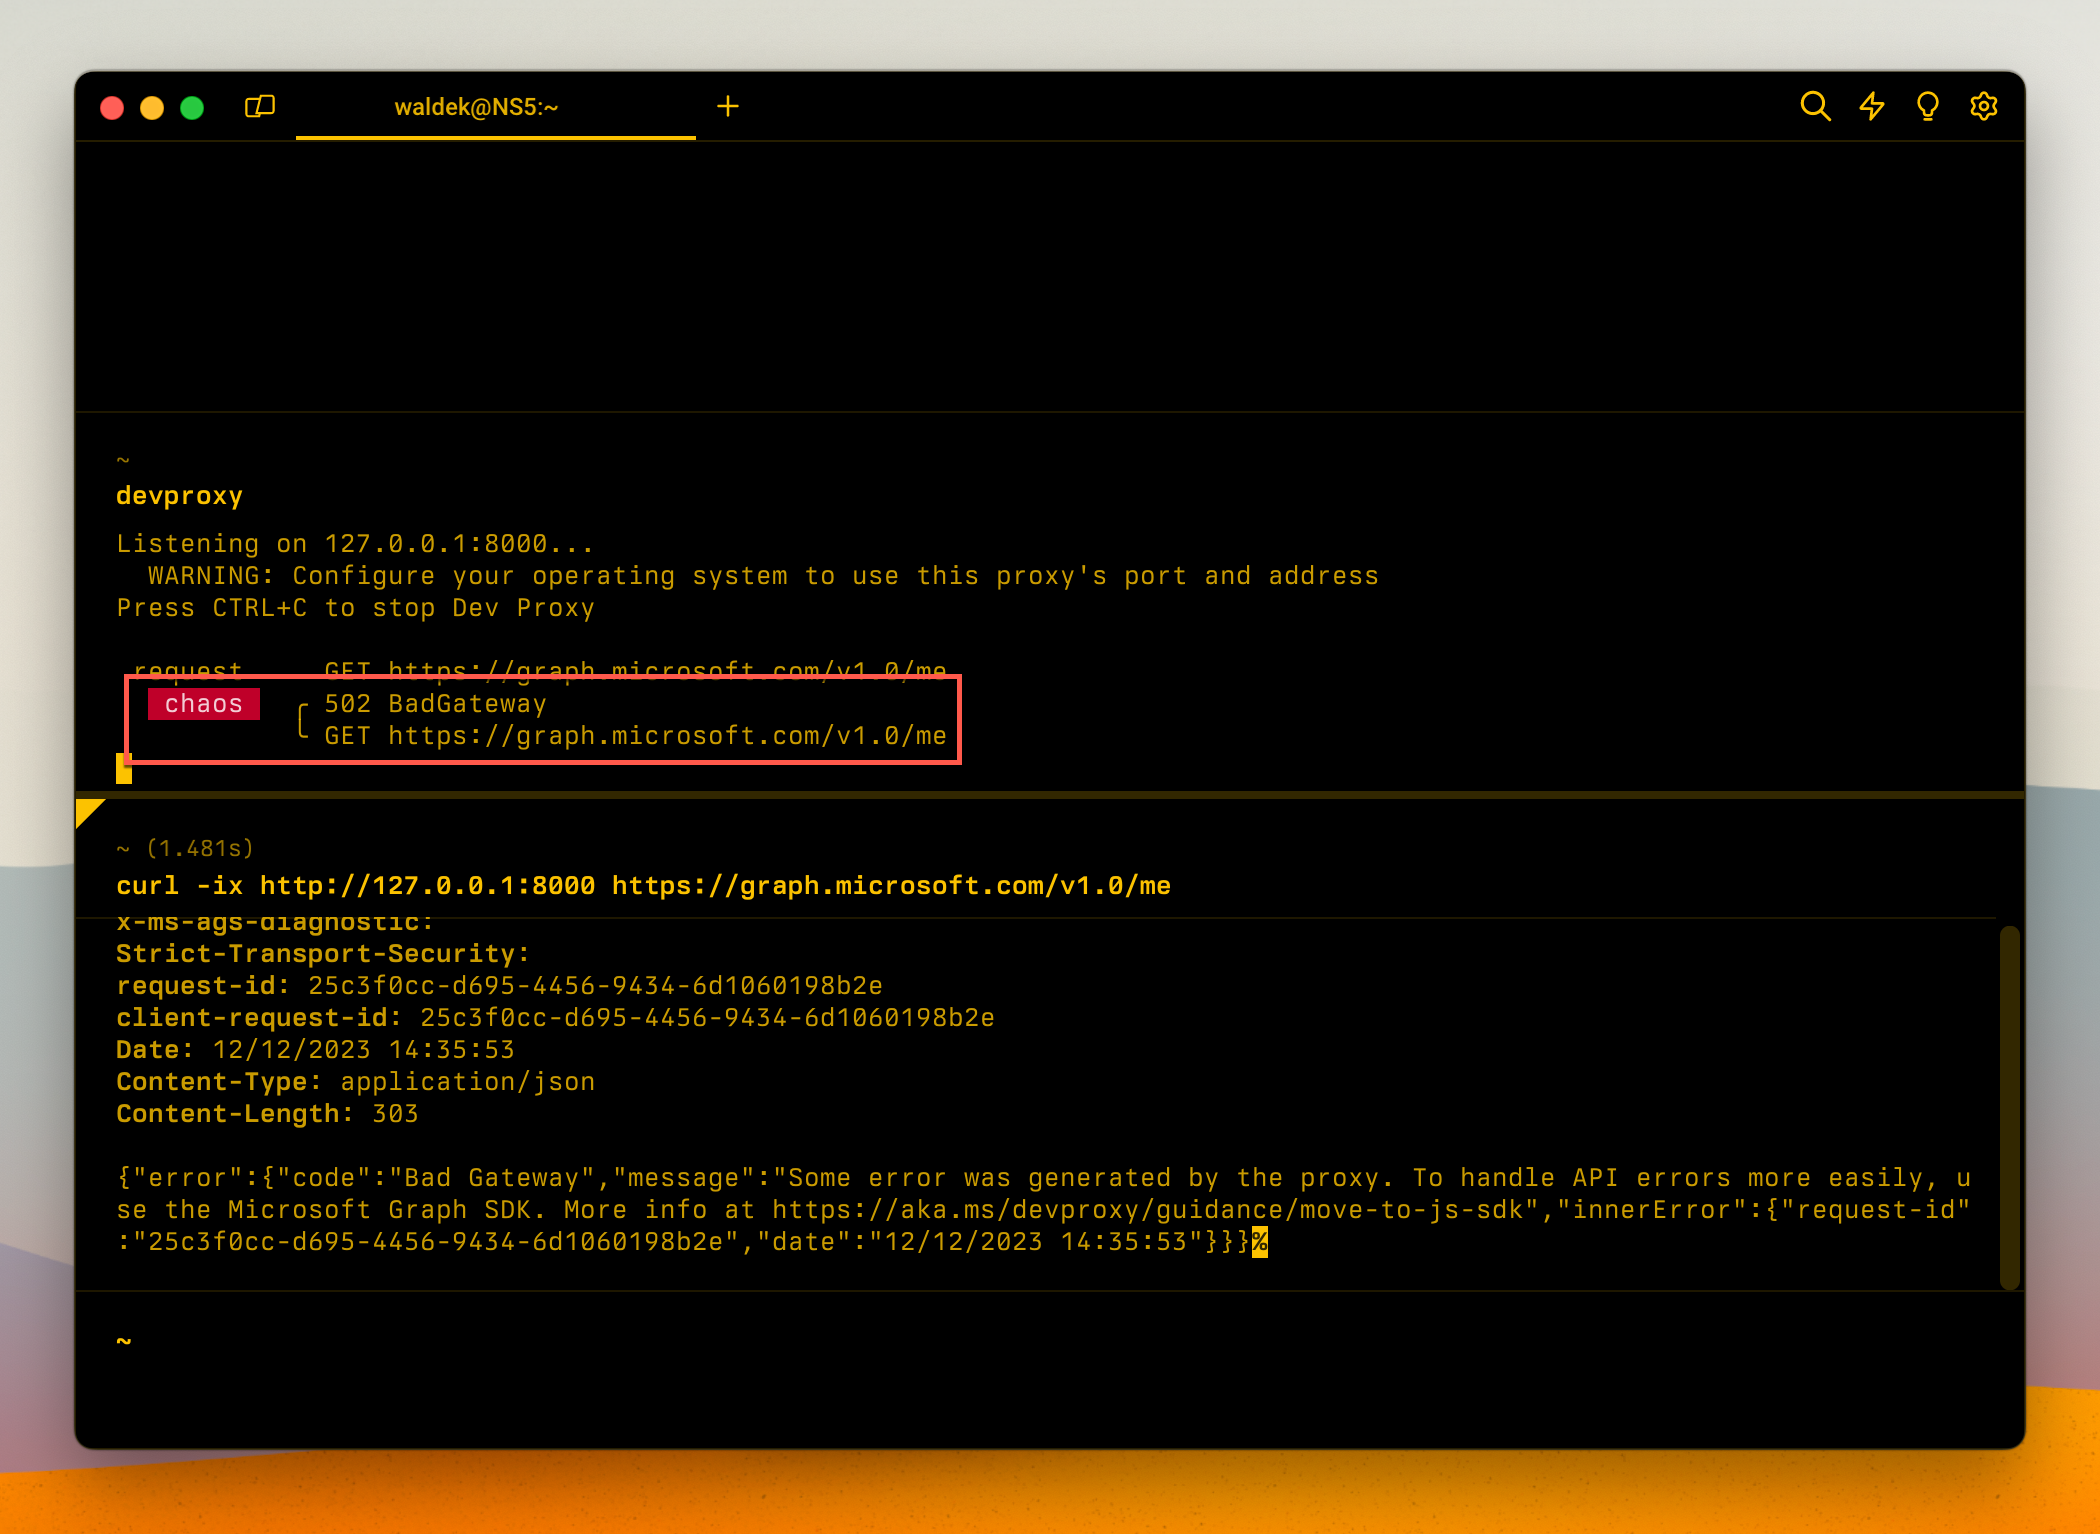 waldek@NS5:~
~
devproxy
Listening on 127.0.0.1:8000...
WARNING: Configure your operating system to use this proxy's port and address
Press CTRL+C to stop Dev Proxy
request GET https://graph.microsoft.com/v1.0/me
chaos ╭ 502 BadGateway
╰ GET https://graph.microsoft.com/v1.0/me
~ (1.481s)
curl -ix http://127.0.0.1:8000 https://graph.microsoft.com/v1.0/me
x-ms-ags-diagnostic:
Strict-Transport-Security:
request-id: 25c3f0cc-d695-4456-9434-6d1060198b2e
client-request-id: 25c3f0cc-d695-4456-9434-6d1060198b2e
Date: 12/12/2023 14:35:53
Content-Type: application/json
Content-Length: 303
{"error":{"code":"Bad Gateway","message":"Some error was generated by the proxy. To handle API errors more easily, u
se the Microsoft Graph SDK. More info at https://aka.ms/devproxy/guidance/move-to-js-sdk","innerError":{"request-id"
:"25c3f0cc-d695-4456-9434-6d1060198b2e","date":"12/12/2023 14:35:53"}}}%
~